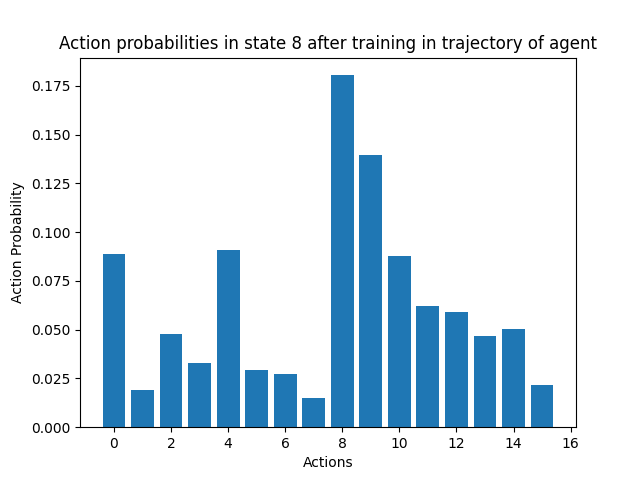 Action probabilities in state 8 after training in trajectory of agent
0.175
0.150
0.125
0.100
0.075
0.050
0.025
0.000
Action Probability
0 2 4 6 8 10 12 14 16
Actions